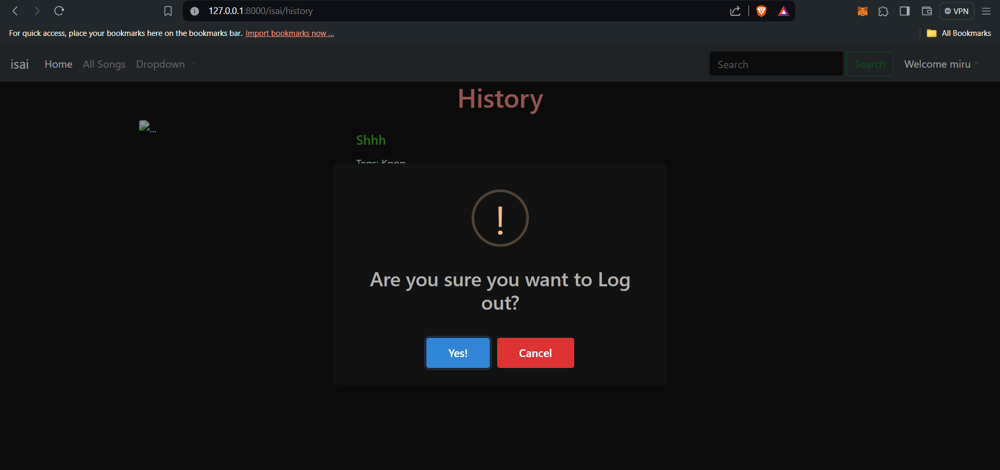 127.0.0.1:8000/isai/history
VPN
For quick access, place your bookmarks here on the bookmarks bar. Import bookmarks now ...
All Bookmarks
isai Home All Songs Dropdown Search Search Welcome miru
History
...
Shhh
Tags: Kpop
!
Are you sure you want to Log
out?
Yes! Cancel